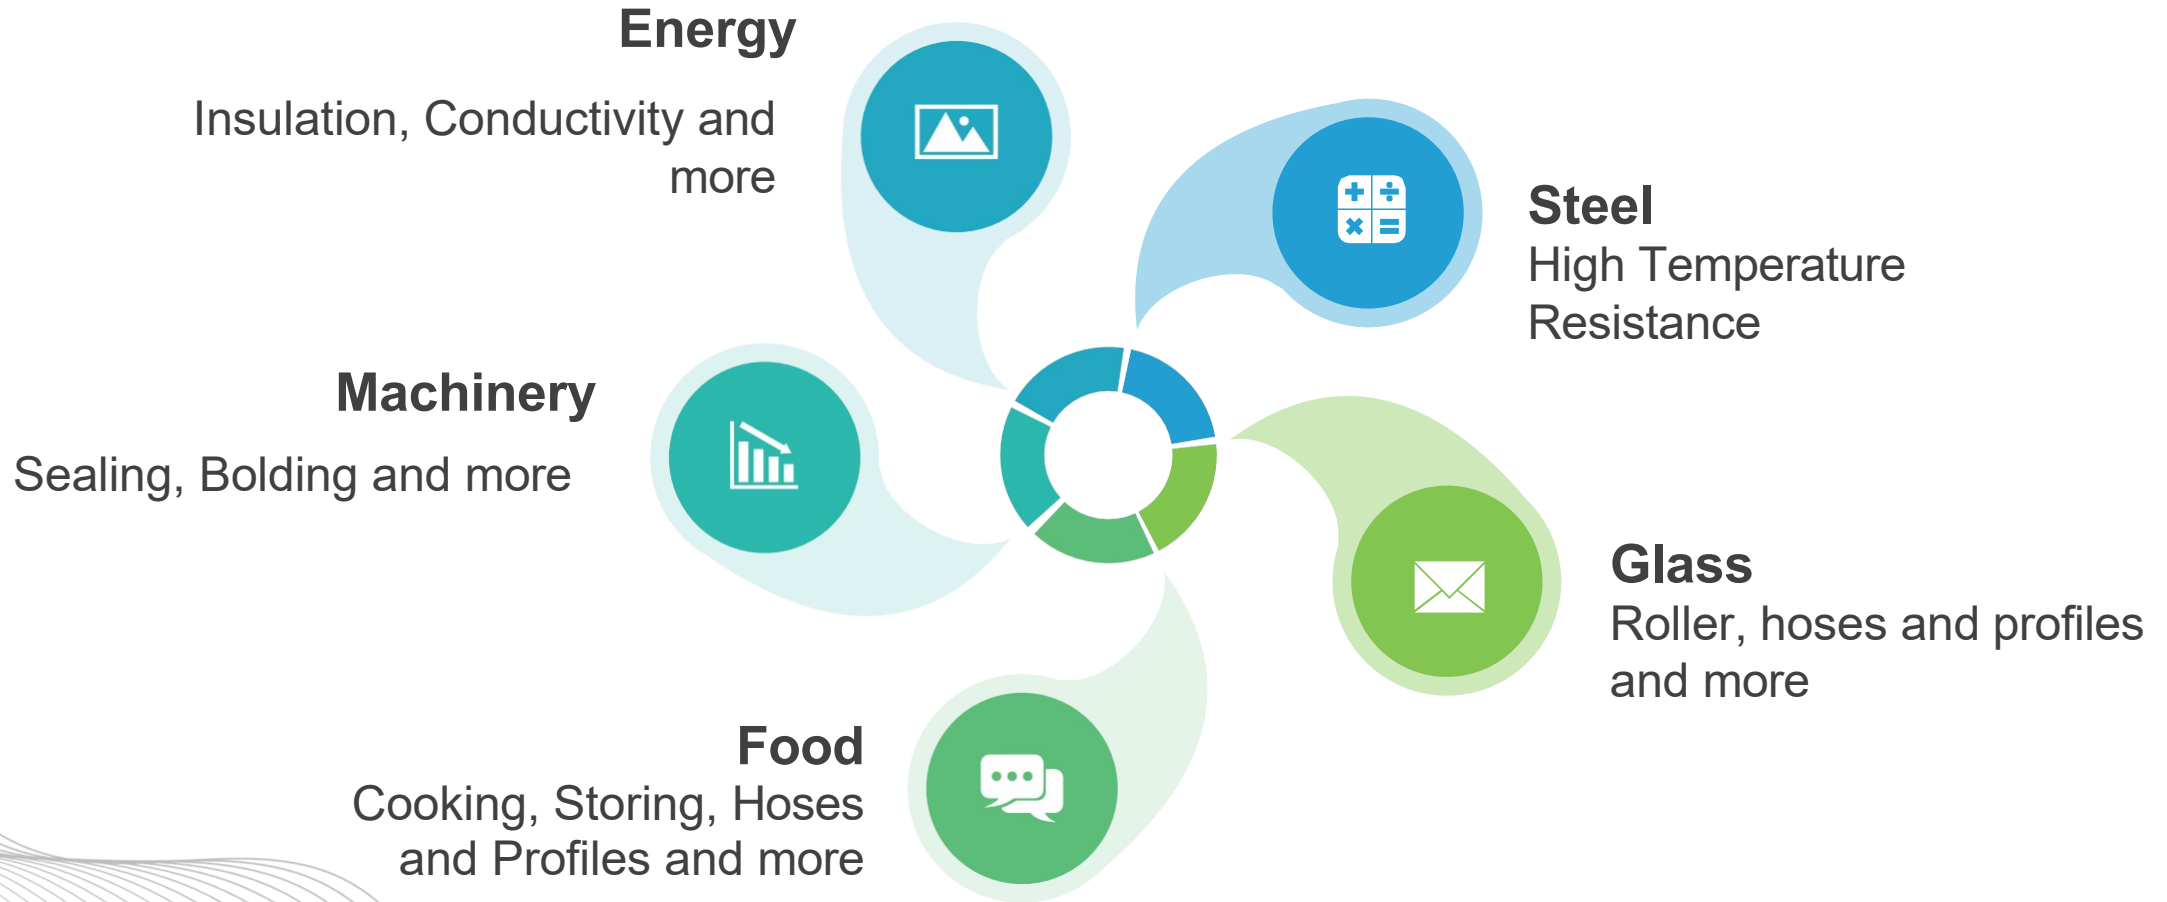 Energy
Insulation, Conductivity and
more
Steel
High Temperature
Resistance
Machinery
Sealing, Bolding and more
Glass
Roller, hoses and profiles
and more
Food
Cooking, Storing, Hoses
and Profiles and more